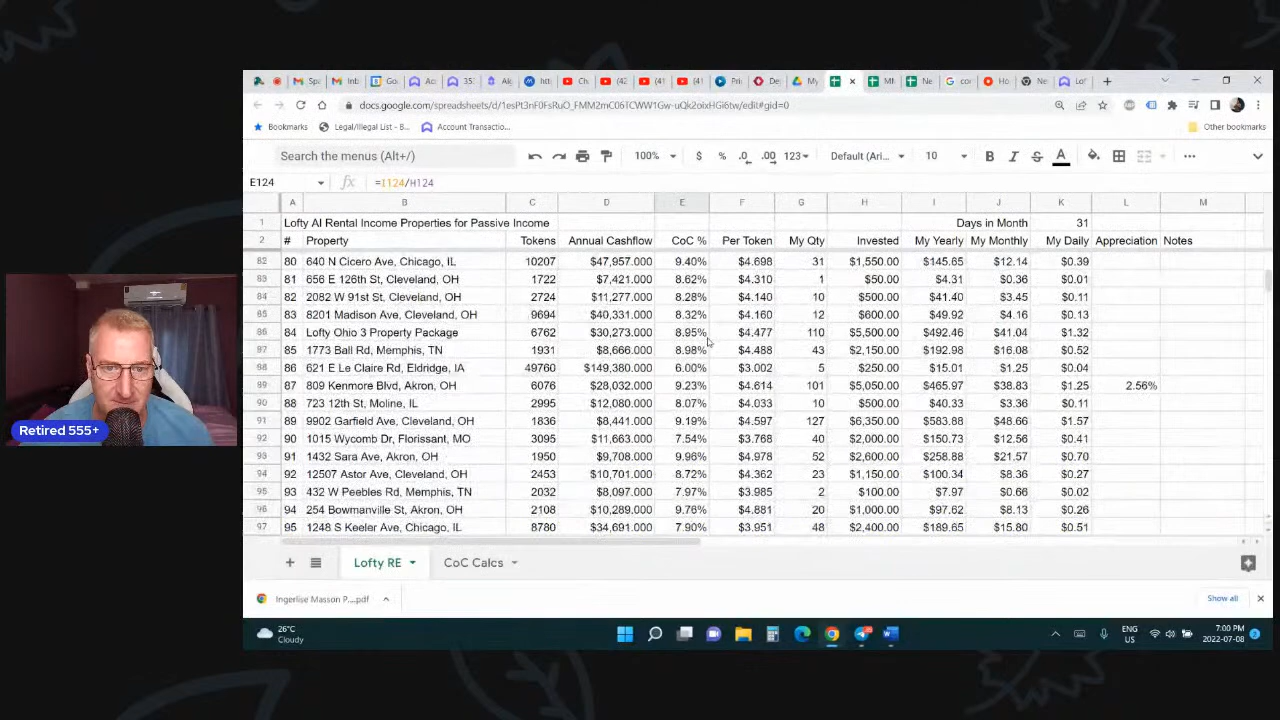 Sp
Inb
Go
Ac
35
Al
htt
Ch
(42
(41
(41
Pri
De
My
MI
Ne
cor
Ho
Ne
Lof
docs.google.com/spreadsheets/d/
Bookmarks Legal/Illegal List - B... Account Transactio... Other bookmarks
Search the menus (Alt+/) 100% $ % .0 .00 123 Default (Ari... 10 B I S A
E124 fx =I124/H124
A B C D E F G H I J K L M
1 Lofty AI Rental Income Properties for Passive Income Days in Month 31
2 # Property Tokens Annual Cashflow CoC % Per Token My Qty Invested My Yearly My Monthly My Daily Appreciation Notes
82 80 640 N Cicero Ave, Chicago, IL 10207 $47,957.000 9.40% $4.698 31 $1,550.00 $145.65 $12.14 $0.39
83 81 656 E 126th St, Cleveland, OH 1722 $7,421.000 8.62% $4.310 1 $50.00 $4.31 $0.36 $0.01
84 82 2082 W 91st St, Cleveland, OH 2724 $11,277.000 8.28% $4.140 10 $500.00 $41.40 $3.45 $0.11
85 83 8201 Madison Ave, Cleveland, OH 9694 $40,331.000 8.32% $4.160 12 $600.00 $49.92 $4.16 $0.13
86 84 Lofty Ohio 3 Property Package 6762 $30,273.000 8.95% $4.477 110 $5,500.00 $492.46 $41.04 $1.32
87 85 1773 Ball Rd, Memphis, TN 1931 $8,666.000 8.98% $4.488 43 $2,150.00 $192.98 $16.08 $0.52
88 86 621 E Le Claire Rd, Eldridge, IA 49760 $149,380.000 6.00% $3.002 5 $250.00 $15.01 $1.25 $0.04
89 87 809 Kenmore Blvd, Akron, OH 6076 $28,032.000 9.23% $4.614 101 $5,050.00 $465.97 $38.83 $1.25 2.56%
90 88 723 12th St, Moline, IL 2995 $12,080.000 8.07% $4.033 10 $500.00 $40.33 $3.36 $0.11
91 89 9902 Garfield Ave, Cleveland, OH 1836 $8,441.000 9.19% $4.597 127 $6,350.00 $583.88 $48.66 $1.57
92 90 1015 Wycomb Dr, Florissant, MO 3095 $11,663.000 7.54% $3.768 40 $2,000.00 $150.73 $12.56 $0.41
93 91 1432 Sara Ave, Akron, OH 1950 $9,708.000 9.96% $4.978 52 $2,600.00 $258.88 $21.57 $0.70
94 92 12507 Astor Ave, Cleveland, OH 2453 $10,701.000 8.72% $4.362 23 $1,150.00 $100.34 $8.36 $0.27
95 93 432 W Peebles Rd, Memphis, TN 2032 $8,097.000 7.97% $3.985 2 $100.00 $7.97 $0.66 $0.02
96 94 254 Bowmanville St, Akron, OH 2108 $10,289.000 9.76% $4.881 20 $1,000.00 $97.62 $8.13 $0.26
97 95 1248 S Keeler Ave, Chicago, IL 8780 $34,691.000 7.90% $3.951 48 $2,400.00 $189.65 $15.80 $0.51
Retired 555+
Lofty RE CoC Calcs
Ingerlise Masson P....pdf Show all
26°C
Cloudy
ENG
US
7:00 PM
2022-07-08